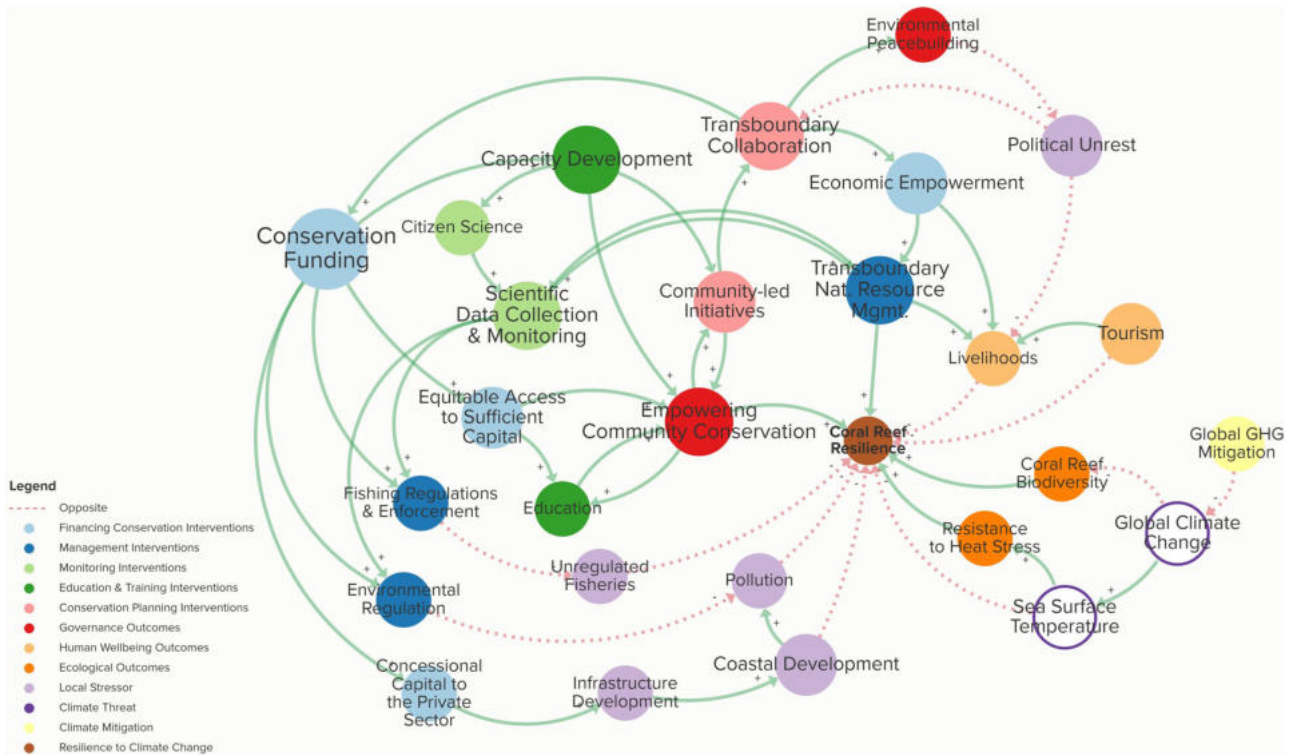 Environmental
Peacebuilding
Transboundary
Collaboration
Political Unrest
Capacity Development
Economic Empowerment
Citizen Science
Conservation
Funding
Transboundary
Nat. Resource
Mgmt.
Scientific
Data Collection
& Monitoring
Community-led
Initiatives
Tourism
Livelihoods
Equitable Access
to Sufficient
Capital
Empowering
Community Conservation
Coral Reef
Resilience
Global GHG
Mitigation
Coral Reef
Biodiversity
Fishing Regulations
& Enforcement
Education
Resistance
to Heat Stress
Global Climate
Change
Unregulated
Fisheries
Pollution
Environmental
Regulation
Sea Surface
Temperature
Concessional
Capital to
the Private
Sector
Infrastructure
Development
Coastal Development
Legend
Opposite
Financing Conservation Interventions
Management Interventions
Monitoring Interventions
Education & Training Interventions
Conservation Planning Interventions
Governance Outcomes
Human Wellbeing Outcomes
Ecological Outcomes
Local Stressor
Climate Threat
Climate Mitigation
Resilience to Climate Change